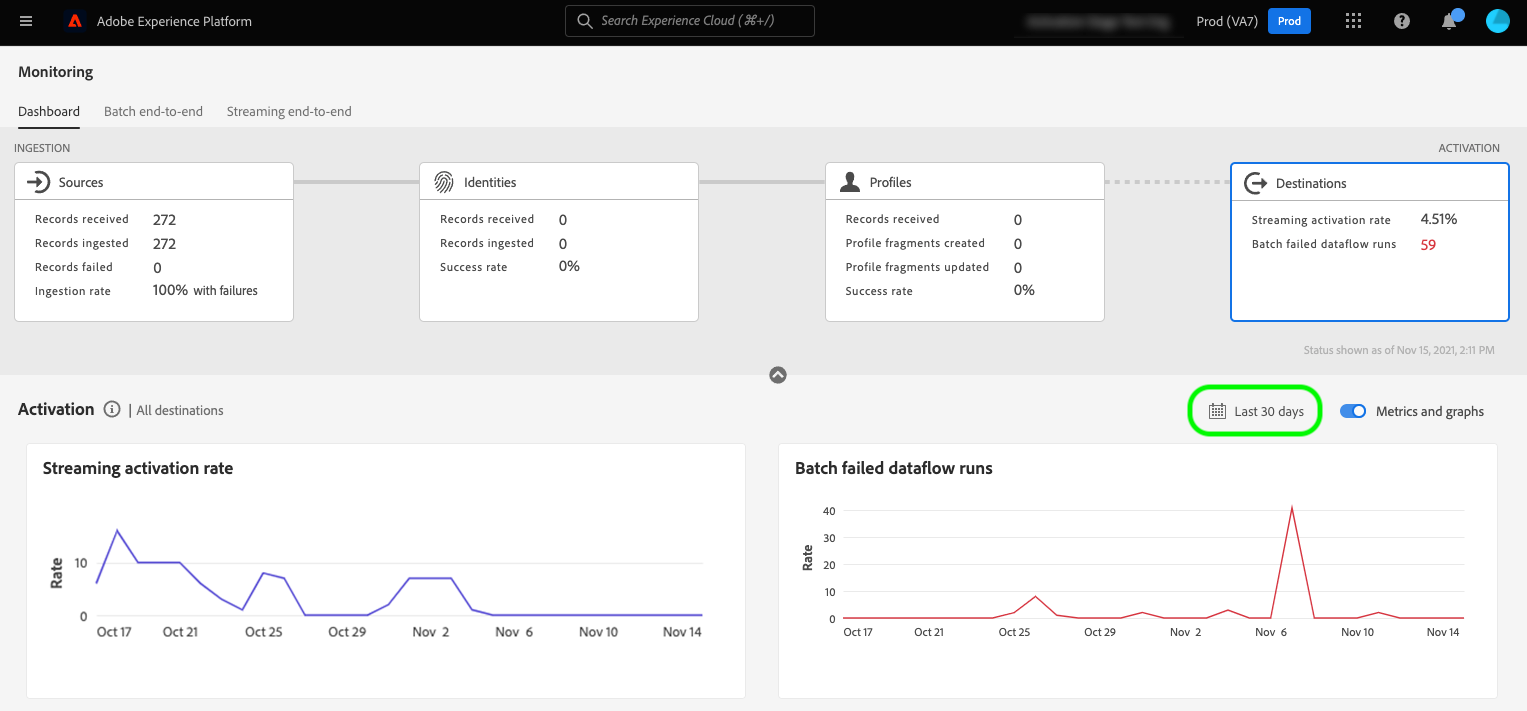 Adobe Experience Platform
Search Experience Cloud (⌘+/)
Prod (VA7)
Prod
Monitoring
Dashboard
Batch end-to-end
Streaming end-to-end
INGESTION
ACTIVATION
Sources
Records received 272
Records ingested 272
Records failed 0
Ingestion rate 100% with failures
Identities
Records received 0
Records ingested 0
Success rate 0%
Profiles
Records received 0
Profile fragments created 0
Profile fragments updated 0
Success rate 0%
Destinations
Streaming activation rate 4.51%
Batch failed dataflow runs 59
Status shown as of Nov 15, 2021, 2:11 PM
Activation | All destinations
Last 30 days
Metrics and graphs
Streaming activation rate
Rate
10
0
Oct 17 Oct 21 Oct 25 Oct 29 Nov 2 Nov 6 Nov 10 Nov 14
Batch failed dataflow runs
Rate
40
30
20
10
0
Oct 17 Oct 21 Oct 25 Oct 29 Nov 2 Nov 6 Nov 10 Nov 14